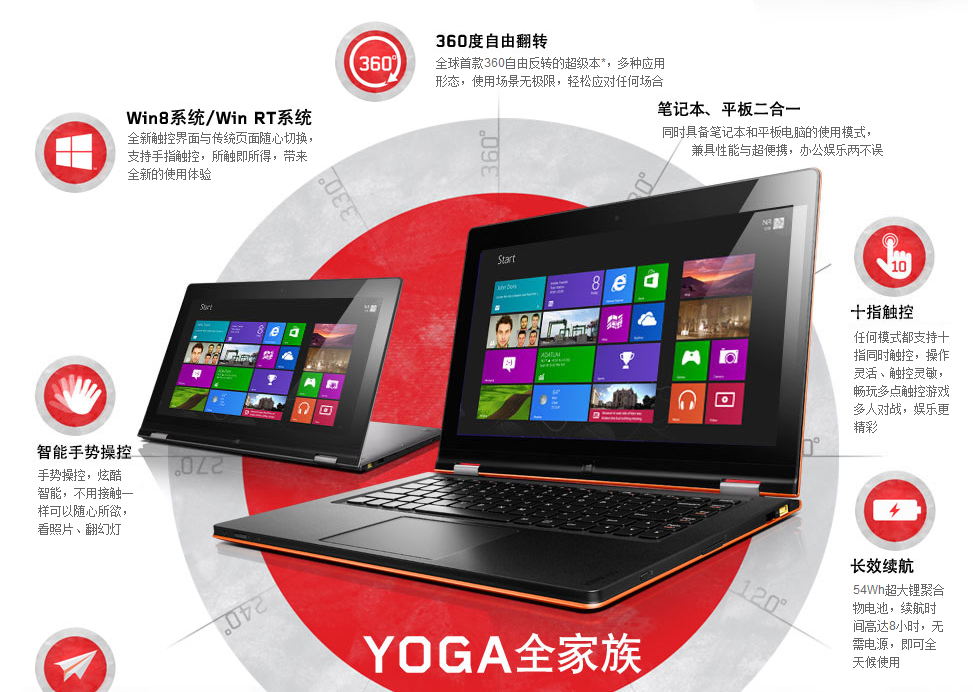 360°
360度自由翻转
全球首款360自由反转的超级本*，多种应用
形态，使用场景无极限，轻松应对任何场合
Win8系统/Win RT系统
全新触控界面与传统页面随心切换，
支持手指触控，所触即所得，带来
全新的使用体验
笔记本、平板二合一
同时具备笔记本和平板电脑的使用模式，
兼具性能与超便携，办公娱乐两不误
360°
330°
Start
Start
10
十指触控
任何模式都支持十
指同时触控，操作
灵活、触控灵敏，
畅玩多点触控游戏
多人对战，娱乐更
精彩
智能手势操控
手势操控，炫酷
智能，不用接触一
样可以随心所欲，
看照片、翻幻灯
270°
240°
120°
长效续航
54Wh超大锂聚合
物电池，续航时
间高达8小时，无
需电源，即可全
天候使用
YOGA全家族